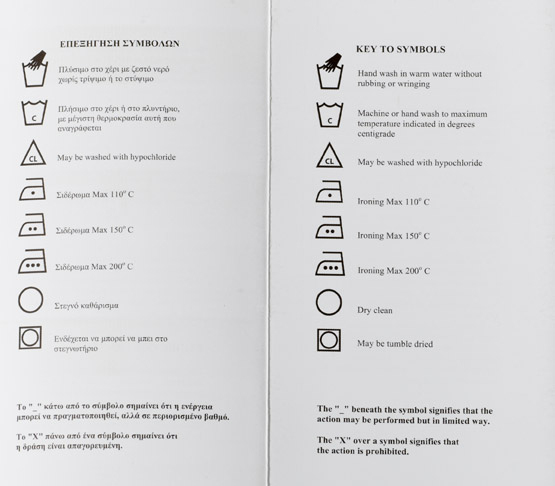 ΕΠΕΞΗΓΗΣΗ ΣΥΜΒΟΛΩΝ
Πλύσιμο στο χέρι με ζεστό νερό
χωρίς τρίψιμο ή το στύψιμο
C
Πλήσιμο στο χέρι ή στο πλυντήριο,
με μέγιστη θερμοκρασία αυτή που
αναγράφεται
CL
May be washed with hypochloride
Σιδέρωμα Max 110° C
Σιδέρωμα Max 150° C
Σιδέρωμα Max 200° C
Στεγνό καθάρισμα
Ενδέχεται να μπορεί να μπει στο
στεγνωτήριο
Το "_" κάτω από το σύμβολο σημαίνει ότι η ενέργεια
μπορεί να πραγματοποιηθεί, αλλά σε περιορισμένο βαθμό.
Το "X" πάνω από ένα σύμβολο σημαίνει ότι
η δράση είναι απαγορευμένη.
KEY TO SYMBOLS
Hand wash in warm water without
rubbing or wringing
C
Machine or hand wash to maximum
temperature indicated in degrees
centigrade
CL
May be washed with hypochloride
Ironing Max 110° C
Ironing Max 150° C
Ironing Max 200° C
Dry clean
May be tumble dried
The "_" beneath the symbol signifies that the
action may be performed but in limited way.
The "X" over a symbol signifies that
the action is prohibited.